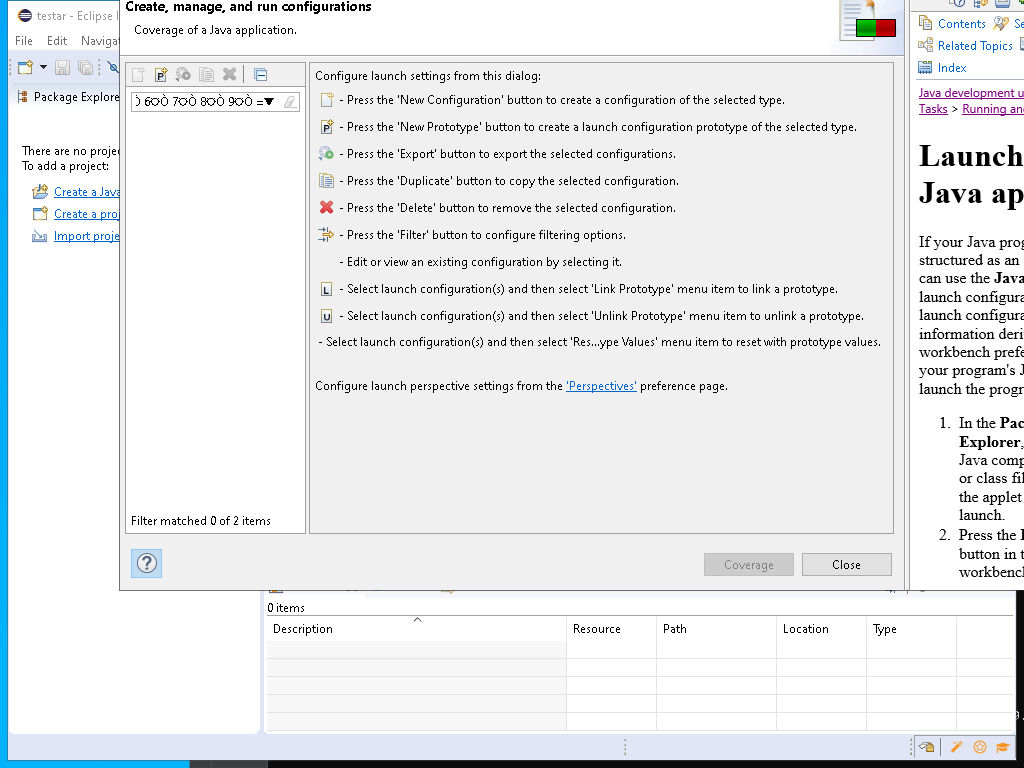 Create, manage, and run configurations
testar - Eclipse
Coverage of a Java application.
File Edit
Contents
Related Topics
Index
Package Explore
Configure launch settings from this dialog:
- Press the 'New Configuration' button to create a configuration of the selected type.
- Press the 'New Prototype' button to create a launch configuration prototype of the selected type.
- Press the 'Export' button to export the selected configurations.
- Press the 'Duplicate' button to copy the selected configuration.
- Press the 'Delete' button to remove the selected configuration.
- Press the 'Filter' button to configure filtering options.
- Edit or view an existing configuration by selecting it.
- Select launch configuration(s) and then select 'Link Prototype' menu item to link a prototype.
- Select launch configuration(s) and then select 'Unlink Prototype' menu item to unlink a prototype.
- Select launch configuration(s) and then select 'Res...ype Values' menu item to reset with prototype values.
Configure launch perspective settings from the 'Perspectives' preference page.
There are no
To add a project:
Create a Java
Create a
Import
Filter matched 0 of 2 items
Coverage Close
Java development u
Tasks > Running an
Launch
Java ap
If your Java prog
structured as an
can use the Java
launch configura
launch configura
information deri
workbench prefe
your program's J
launch the progr
1. In the Pac
Explorer,
Java comp
or class fil
the applet
launch.
2. Press the
button in t
workbencl
0 items
Description Resource Path Location Type